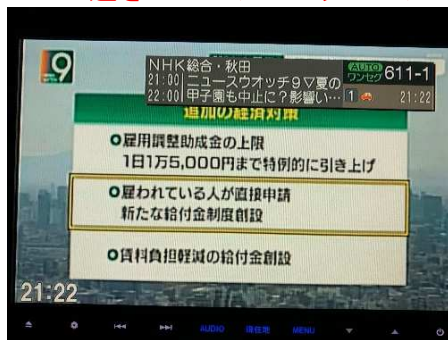 9
NHK総合・秋田
AUTO
ワンセグ
611-1
21:00 ニュースウオッチ9▽夏の
22:00 甲子園も中止に?影響い…
1
21:22
追加の経済対策
雇用調整助成金の上限
1日1万5,000円まで特例的に引き上げ
雇われている人が直接申請
新たな給付金制度創設
賃料負担軽減の給付金創設
21:22
AUDIO
現在地
MENU